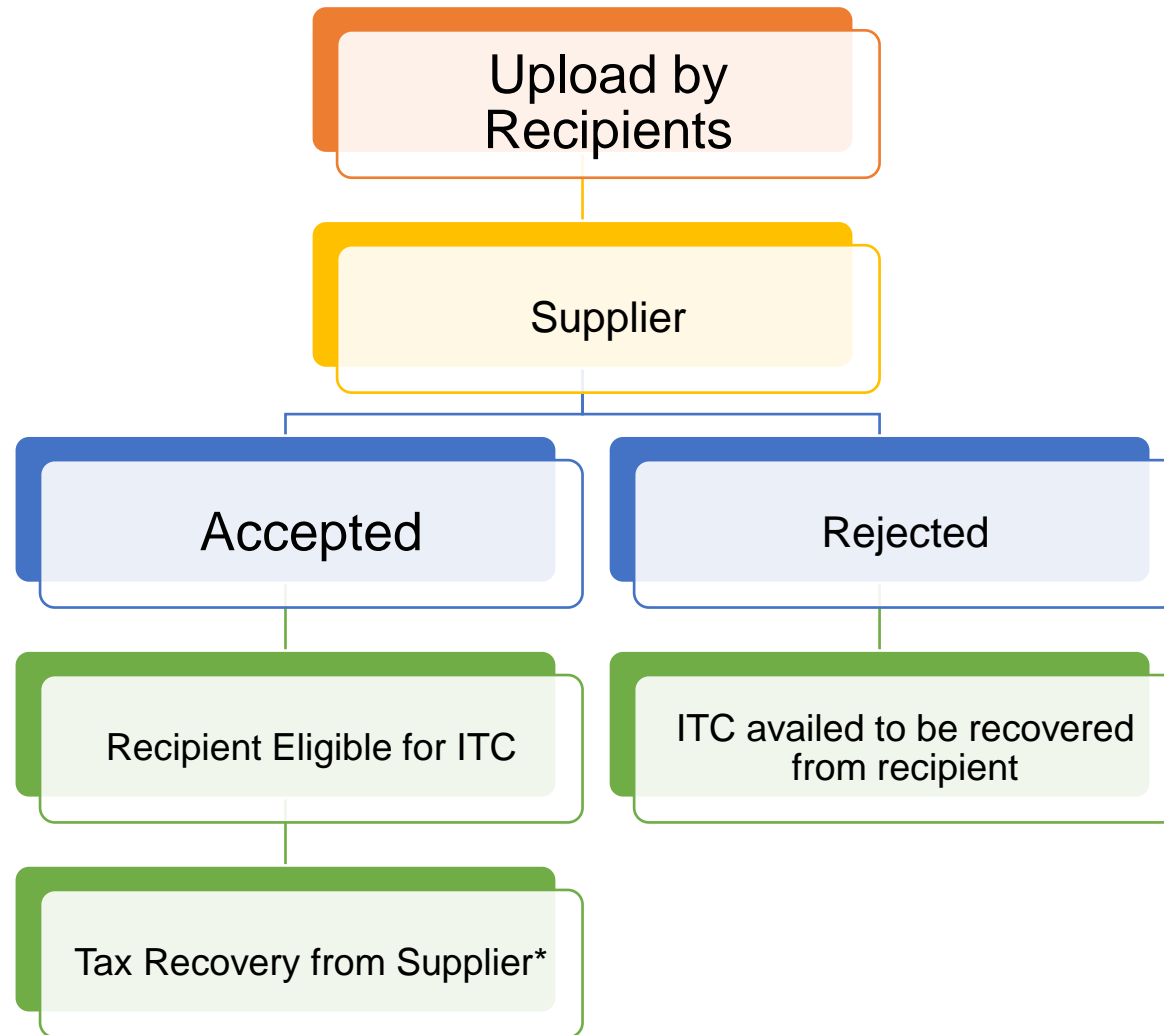 Upload by
Recipients
Supplier
Accepted
Rejected
Recipient Eligible for ITC
ITC availed to be recovered
from recipient
Tax Recovery from Supplier*